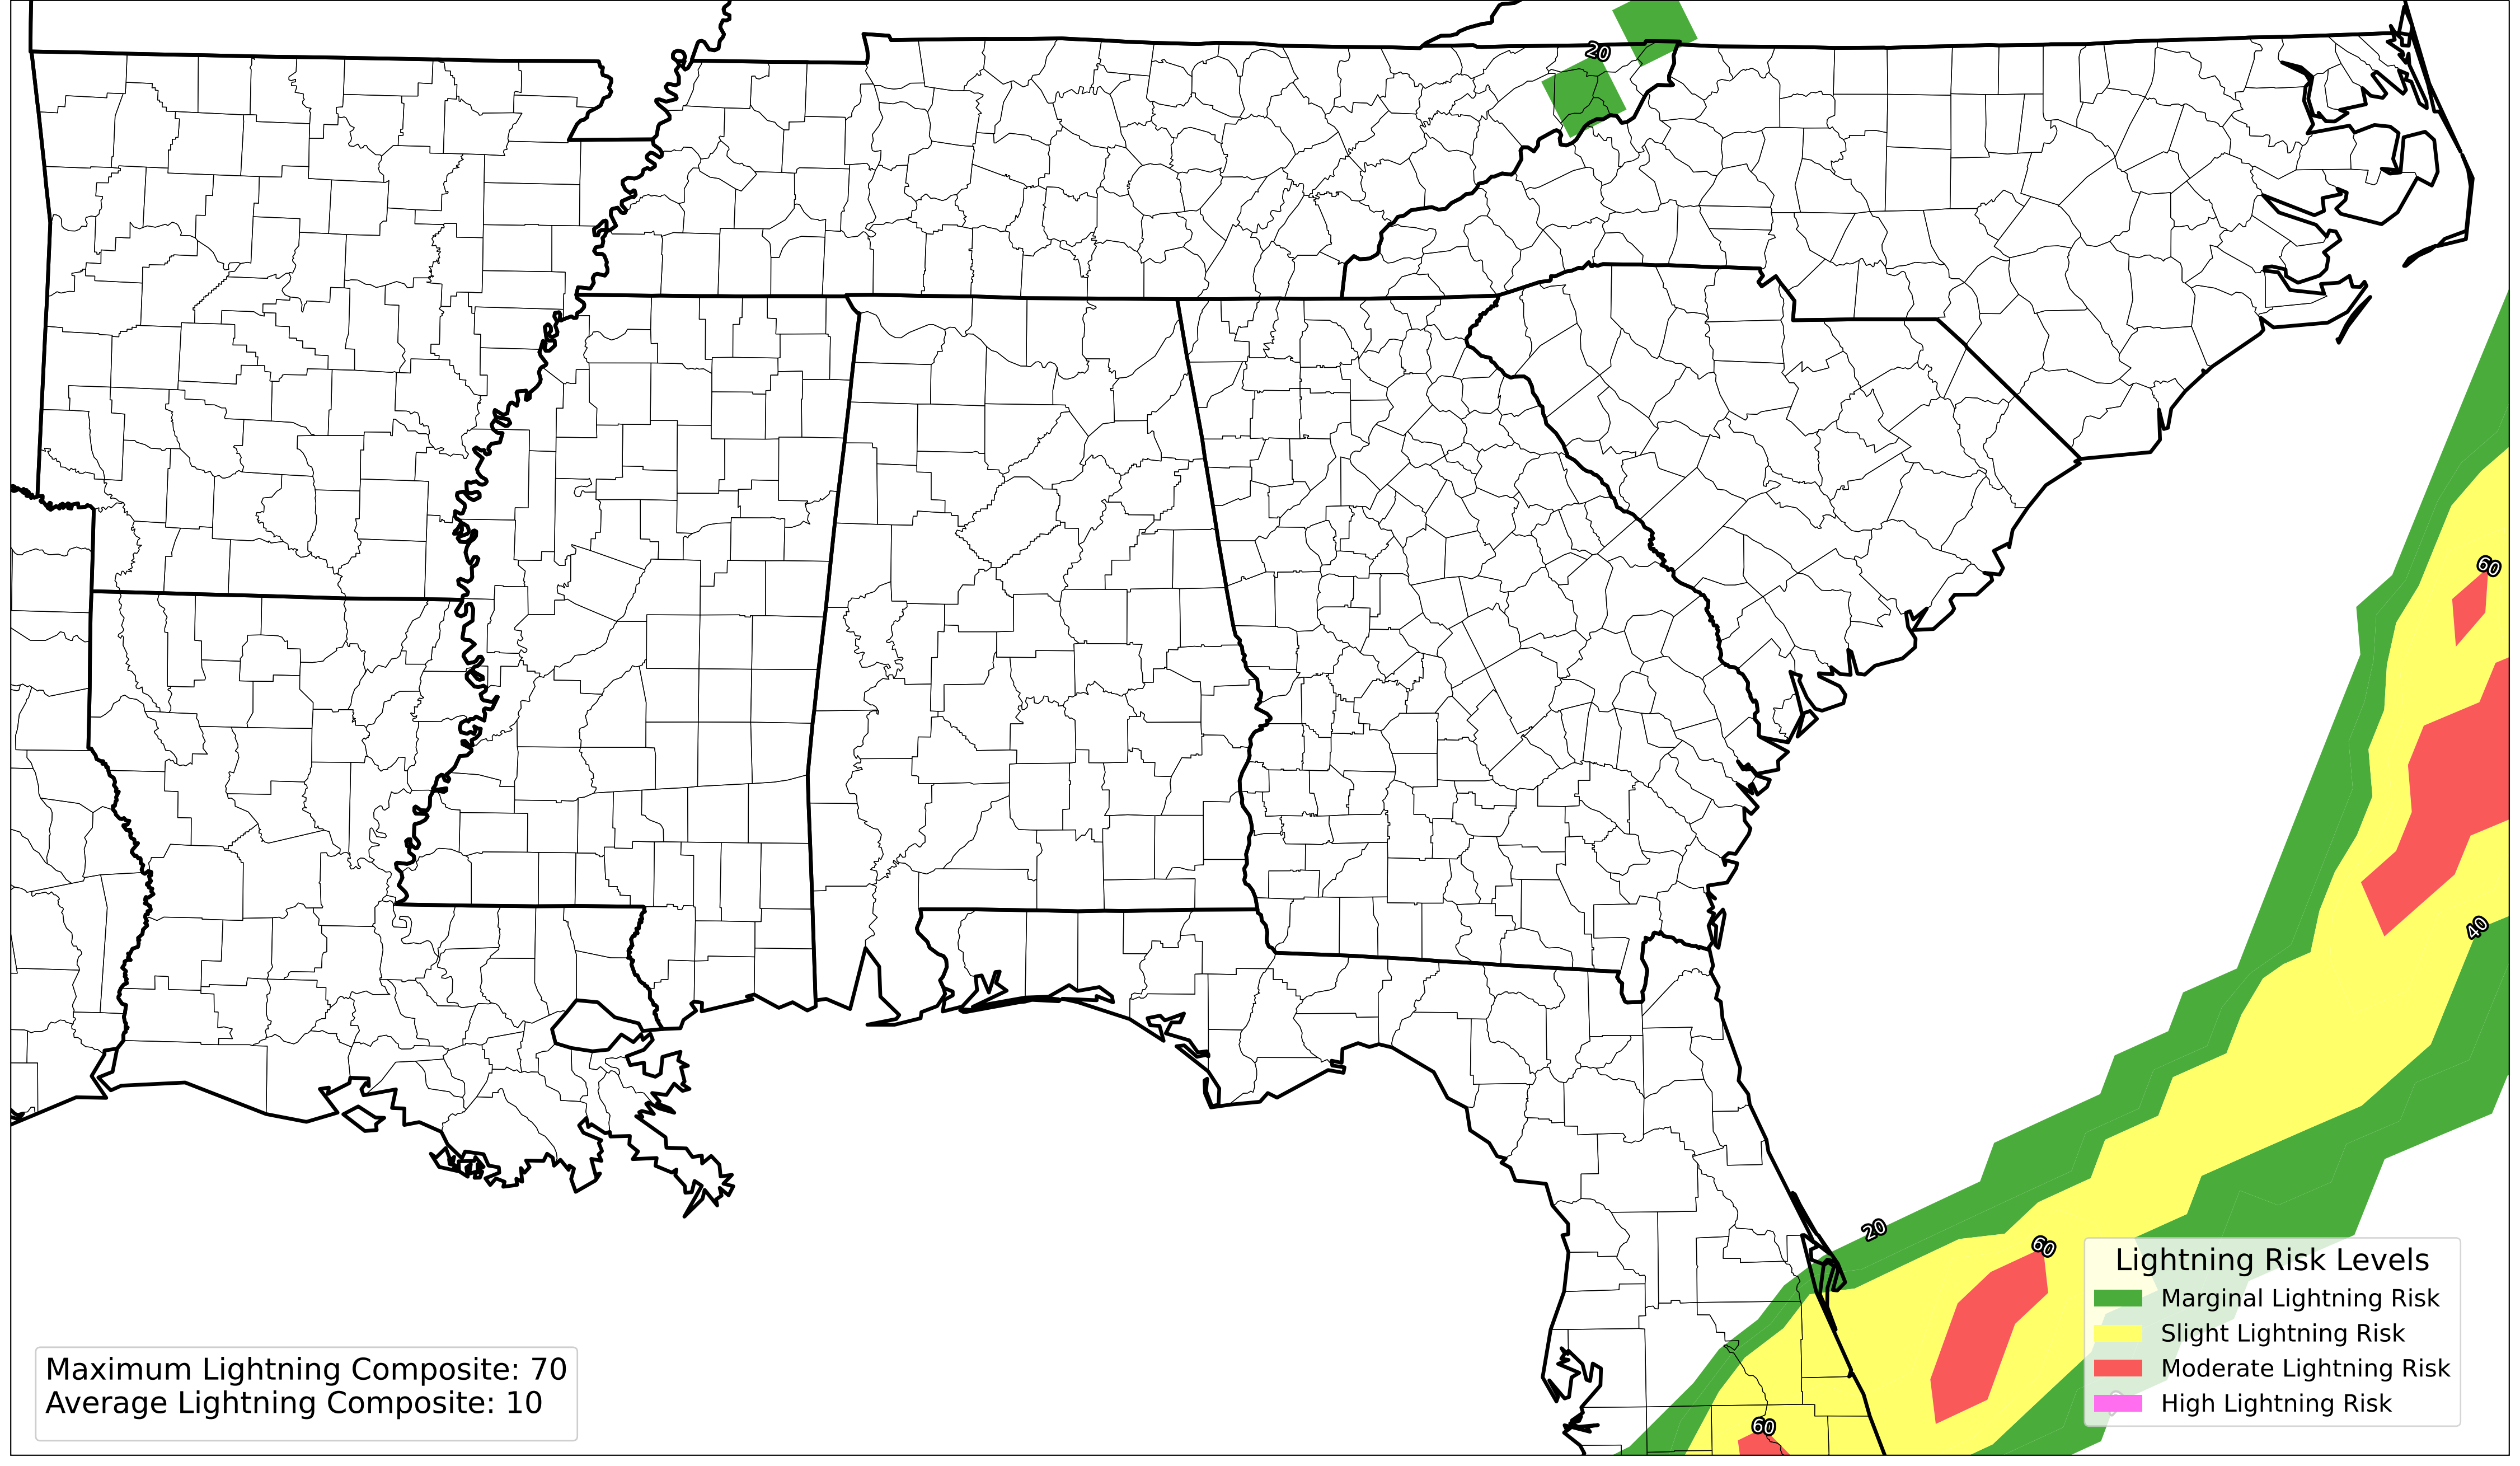 20
60
40
20
60
60
Lightning Risk Levels
Marginal Lightning Risk
Slight Lightning Risk
Moderate Lightning Risk
High Lightning Risk
Maximum Lightning Composite: 70
Average Lightning Composite: 10